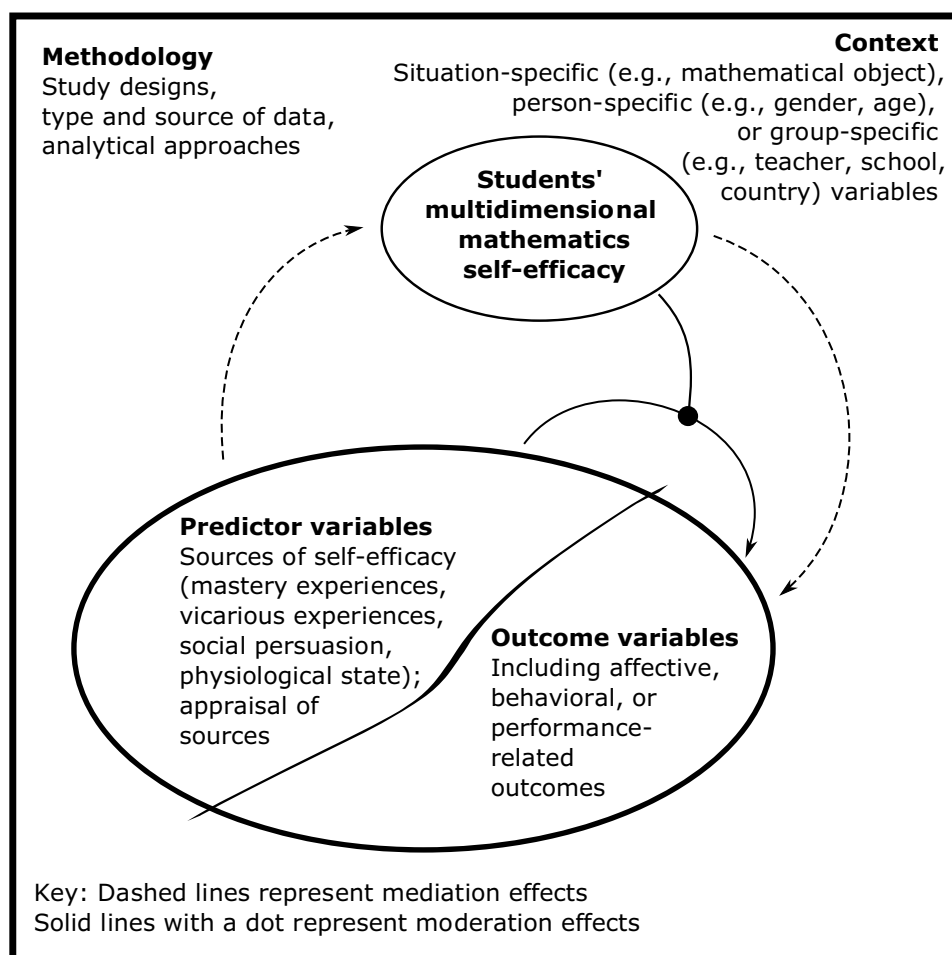 Methodology
Study designs,
type and source of data,
analytical approaches
Context
Situation-specific (e.g., mathematical object),
person-specific (e.g., gender, age),
or group-specific
(e.g., teacher, school,
country) variables
Students'
multidimensional
mathematics
self-efficacy
Predictor variables
Sources of self-efficacy
(mastery experiences,
vicarious experiences,
social persuasion,
physiological state);
appraisal of
sources
Outcome variables
Including affective,
behavioral, or
performance-
related
outcomes
Key: Dashed lines represent mediation effects
Solid lines with a dot represent moderation effects